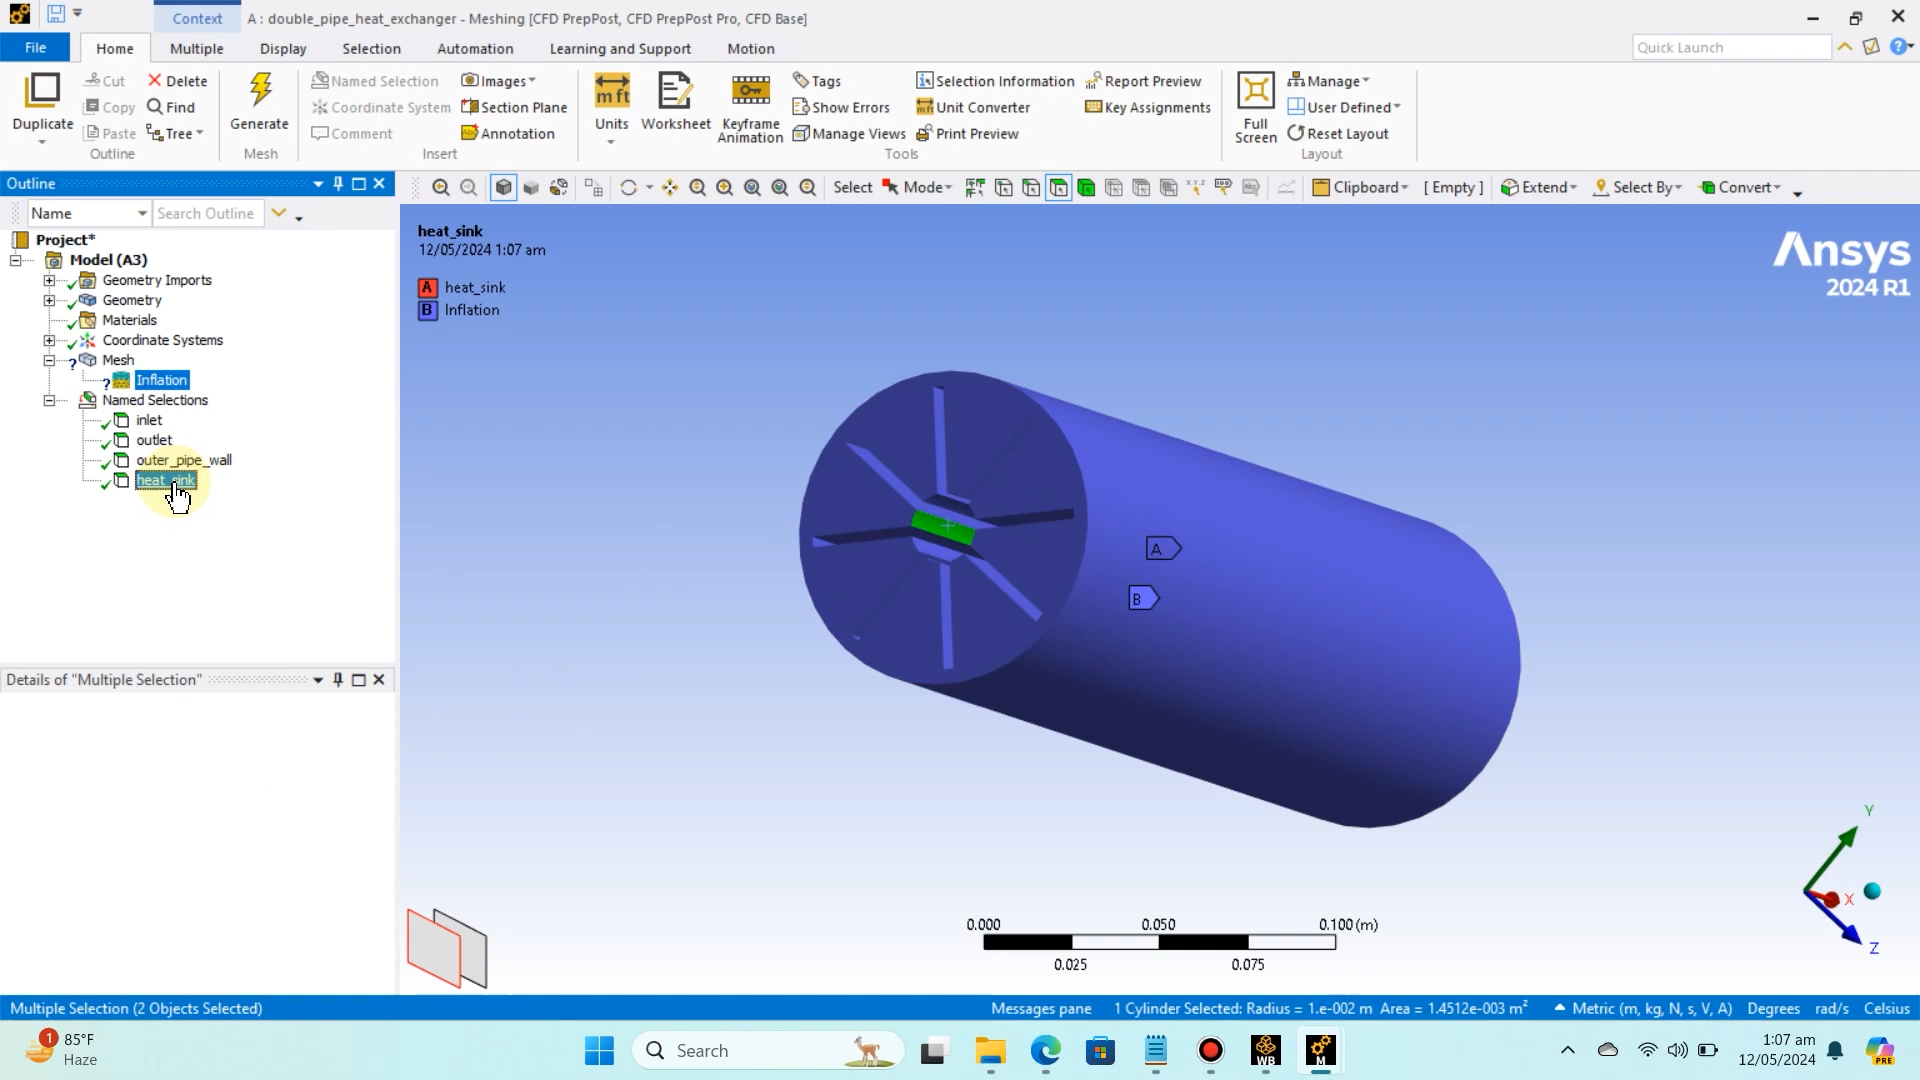 Context
A : double_pipe_heat_exchanger - Meshing [CFD PrepPost, CFD PrepPost Pro, CFD Base]
File
Home
Multiple
Display
Selection
Automation
Learning and Support
Motion
Quick Launch
Duplicate
Cut
Copy
Paste
Delete
Find
Tree
Outline
Generate
Mesh
Named Selection
Coordinate System
Comment
Images
Section Plane
Annotation
Insert
Units
Worksheet
Keyframe
Animation
Tags
Show Errors
Manage Views
Selection Information
Unit Converter
Print Preview
Report Preview
Key Assignments
Tools
Full
Screen
Manage
User Defined
Reset Layout
Layout
Outline
Select
Mode
Clipboard
[ Empty ]
Extend
Select By
Convert
Name
Search Outline
Project*
Model (A3)
Geometry Imports
Geometry
Materials
Coordinate Systems
Mesh
Inflation
Named Selections
inlet
outlet
outer_pipe_wall
heat_sink
Details of "Multiple Selection"
heat_sink
12/05/2024 1:07 am
A heat_sink
B Inflation
Ansys
2024 R1
A
B
Y
X
Z
0.000
0.050
0.100 (m)
0.025
0.075
Multiple Selection (2 Objects Selected)
Messages pane
1 Cylinder Selected: Radius = 1.e-002 m Area = 1.4512e-003 m²
Metric (m, kg, N, s, V, A)
Degrees
rad/s
Celsius
1
85°F
Haze
Search
WB
M
1:07 am
12/05/2024
PRE